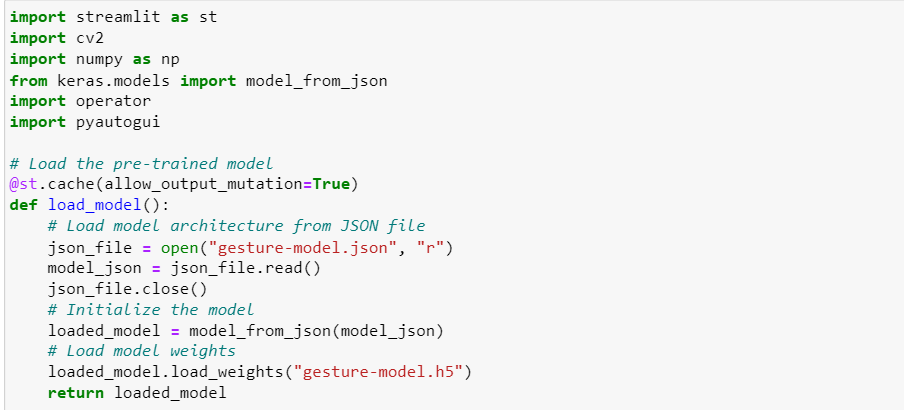 import streamlit as st
import cv2
import numpy as np
from keras.models import model_from_json
import operator
import pyautogui

# Load the pre-trained model
@st.cache(allow_output_mutation=True)
def load_model():
    # Load model architecture from JSON file
    json_file = open("gesture-model.json", "r")
    model_json = json_file.read()
    json_file.close()
    # Initialize the model
    loaded_model = model_from_json(model_json)
    # Load model weights
    loaded_model.load_weights("gesture-model.h5")
    return loaded_model